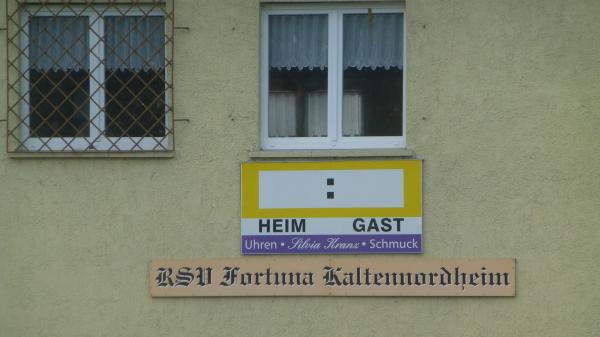 :
HEIM GAST
Uhren • Silvia Kranz • Schmuck
RSV Fortuna Kaltennordheim